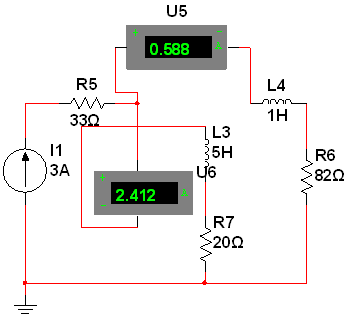 U5
+
-
0.588
A
R5
33Ω
L4
1H
L3
5H
I1
3A
+
-
2.412
A
U6
R6
82Ω
R7
20Ω